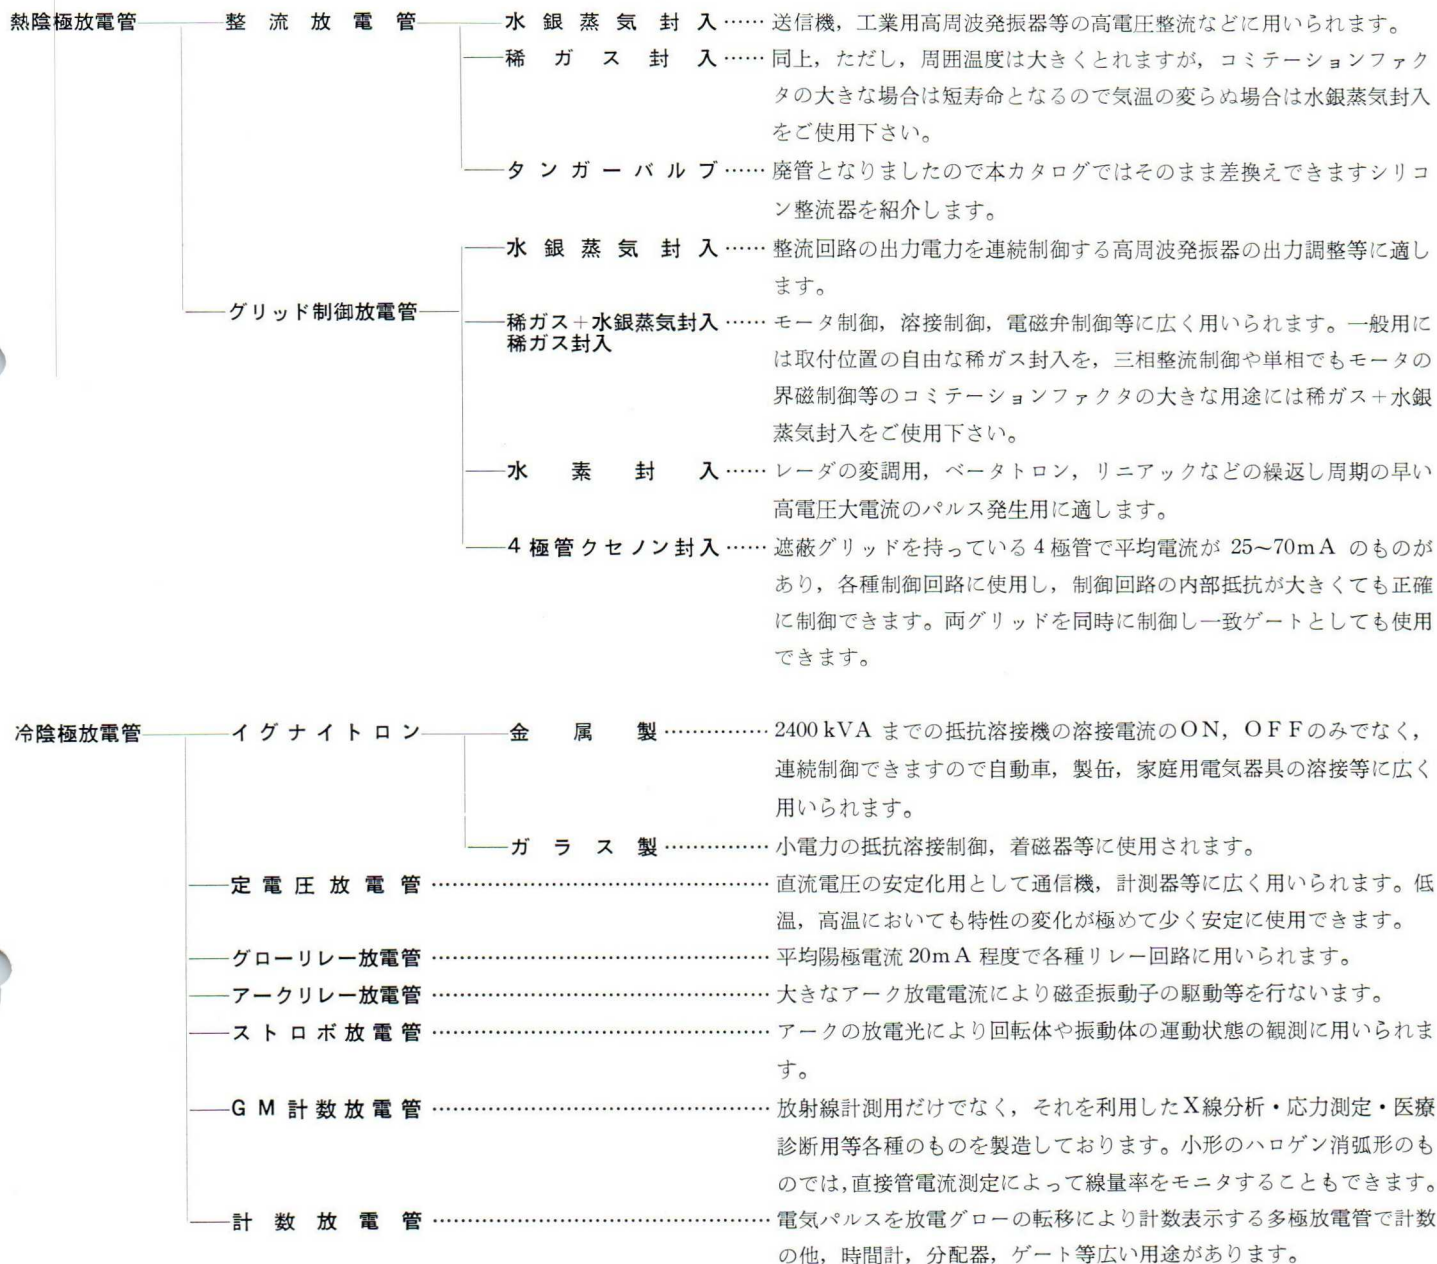 熱陰極放電管 整流放電管 水銀蒸気封入……送信機，工業用高周波発振器等の高電圧整流などに用いられます。
稀ガス封入……同上，ただし，周囲温度は大きくとれますが，コミテーションファク
タの大きな場合は短寿命となるので気温の変らぬ場合は水銀蒸気封入
をご使用下さい。
タンガーバルブ……廃管となりましたので本カタログではそのまま差換えできますシリコ
ン整流器を紹介します。
水銀蒸気封入……整流回路の出力電力を連続制御する高周波発振器の出力調整等に適し
ます。
グリッド制御放電管
稀ガス＋水銀蒸気封入……モータ制御，溶接制御，電磁弁制御等に広く用いられます。一般用に
稀ガス封入
は取付位置の自由な稀ガス封入を，三相整流制御や単相でもモータの
界磁制御等のコミテーションファクタの大きな用途には稀ガス＋水銀
蒸気封入をご使用下さい。
水素封入……レーダの変調用，ベータトロン，リニアックなどの繰返し周期の早い
高電圧大電流のパルス発生用に適します。
4極管クセノン封入……遮蔽グリッドを持っている4極管で平均電流が 25〜70mA のものが
あり，各種制御回路に使用し，制御回路の内部抵抗が大きくても正確
に制御できます。両グリッドを同時に制御し一致ゲートとしても使用
できます。
冷陰極放電管 イグナイトロン 金属製……………2400 kVA までの抵抗溶接機の溶接電流のON，OFFのみでなく，
連続制御できますので自動車，製缶，家庭用電気器具の溶接等に広く
用いられます。
ガラス製……………小電力の抵抗溶接制御，着磁器等に使用されます。
定電圧放電管……………………………………直流電圧の安定化用として通信機，計測器等に広く用いられます。低
温，高温においても特性の変化が極めて少く安定に使用できます。
グローリレー放電管……………………………………平均陽極電流 20mA 程度で各種リレー回路に用いられます。
アークリレー放電管……………………………………大きなアーク放電電流により磁歪振動子の駆動等を行ないます。
ストロボ放電管……………………………………アークの放電光により回転体や振動体の運動状態の観測に用いられま
す。
GM計数放電管……………………………………放射線計測用だけでなく，それを利用したX線分析・応力測定・医療
診断用等各種のものを製造しております。小形のハロゲン消弧形のも
のでは，直接管電流測定によって線量率をモニタすることもできます。
計数放電管……………………………………電気パルスを放電グローの転移により計数表示する多極放電管で計数
の他，時間計，分配器，ゲート等広い用途があります。